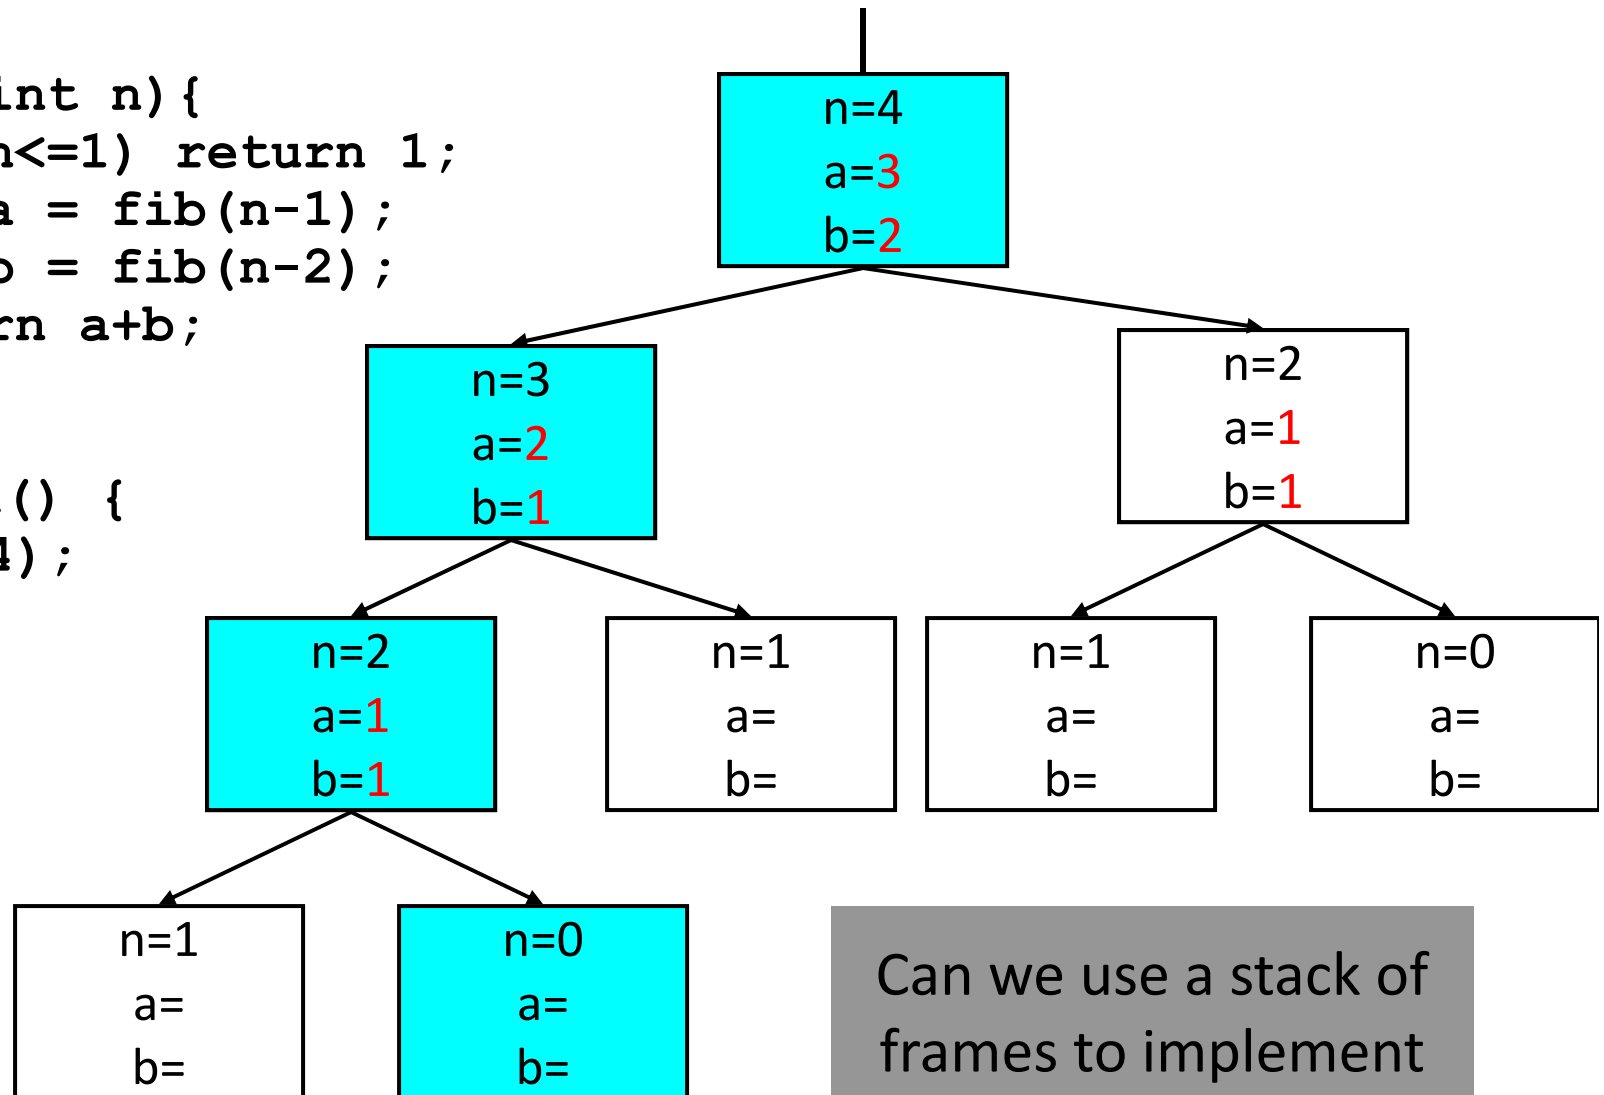 int n){
n<=1) return 1;
a = fib(n-1);
b = fib(n-2);
rn a+b;
() {
4);
n=4
a=3
b=2
n=3
a=2
b=1
n=2
a=1
b=1
n=2
a=1
b=1
n=1
a=
b=
n=1
a=
b=
n=0
a=
b=
n=1
a=
b=
n=0
a=
b=
Can we use a stack of
frames to implement